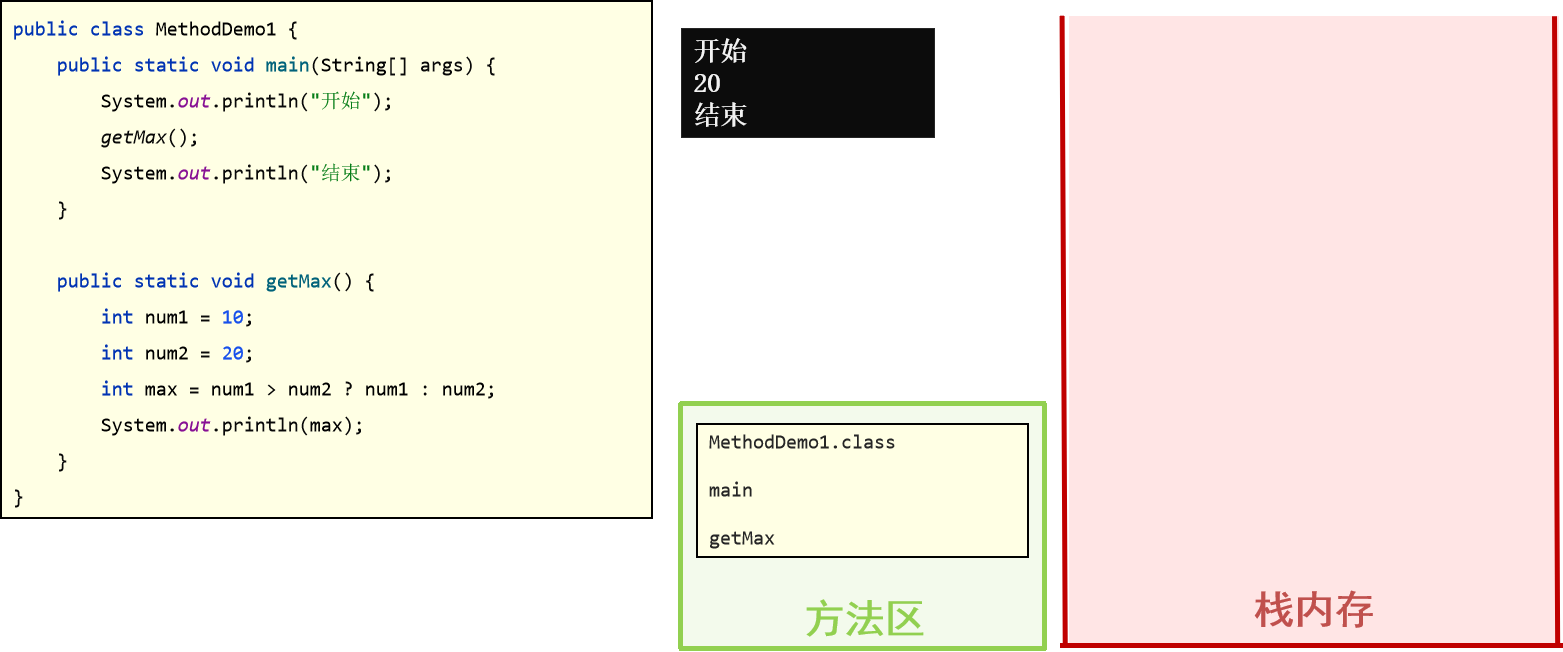 public class MethodDemo1 {
    public static void main(String[] args) {
        System.out.println("开始");
        getMax();
        System.out.println("结束");
    }

    public static void getMax() {
        int num1 = 10;
        int num2 = 20;
        int max = num1 > num2 ? num1 : num2;
        System.out.println(max);
    }
}
开始
20
结束
MethodDemo1.class
main
getMax
方法区
栈内存